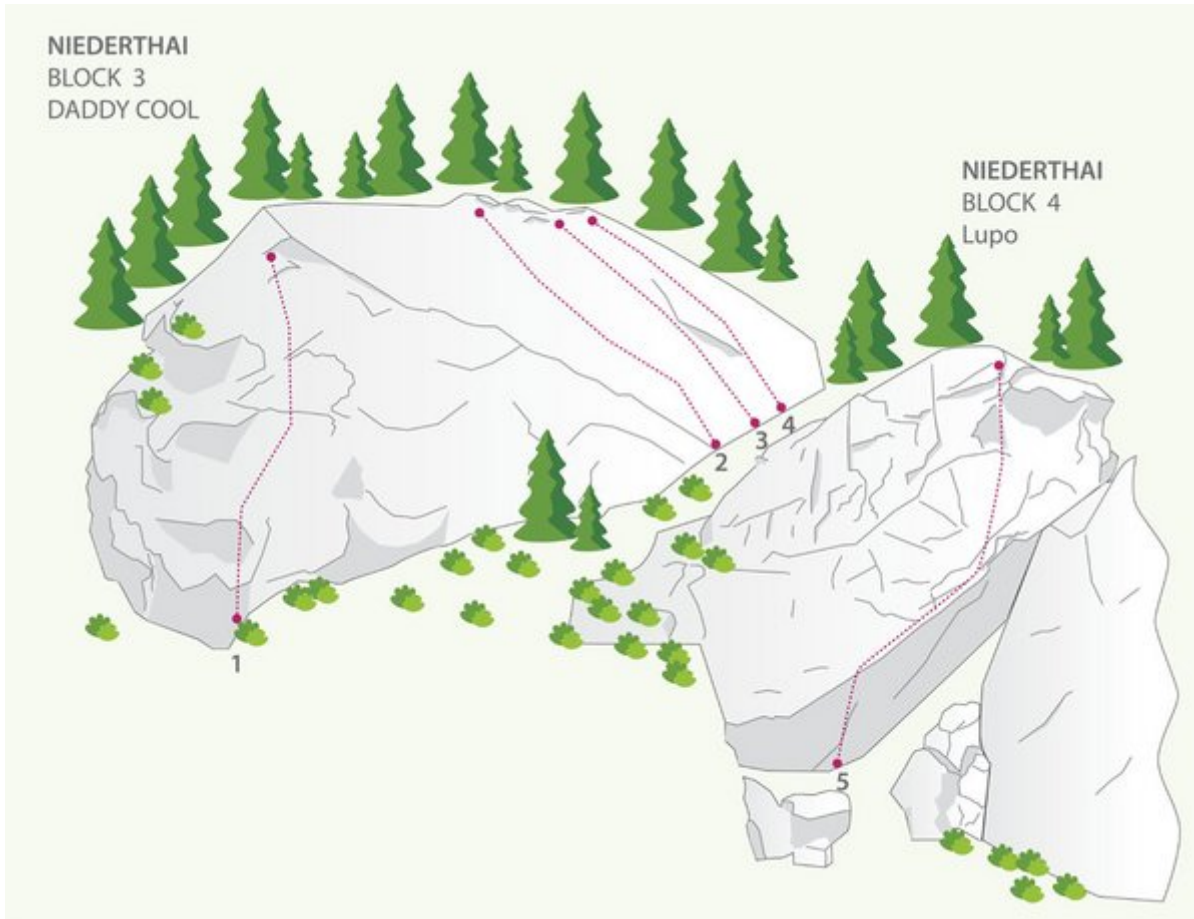 NIEDERTHAI
BLOCK 3
DADDY COOL
NIEDERTHAI
BLOCK 4
Lupo
1
2
3
4
5